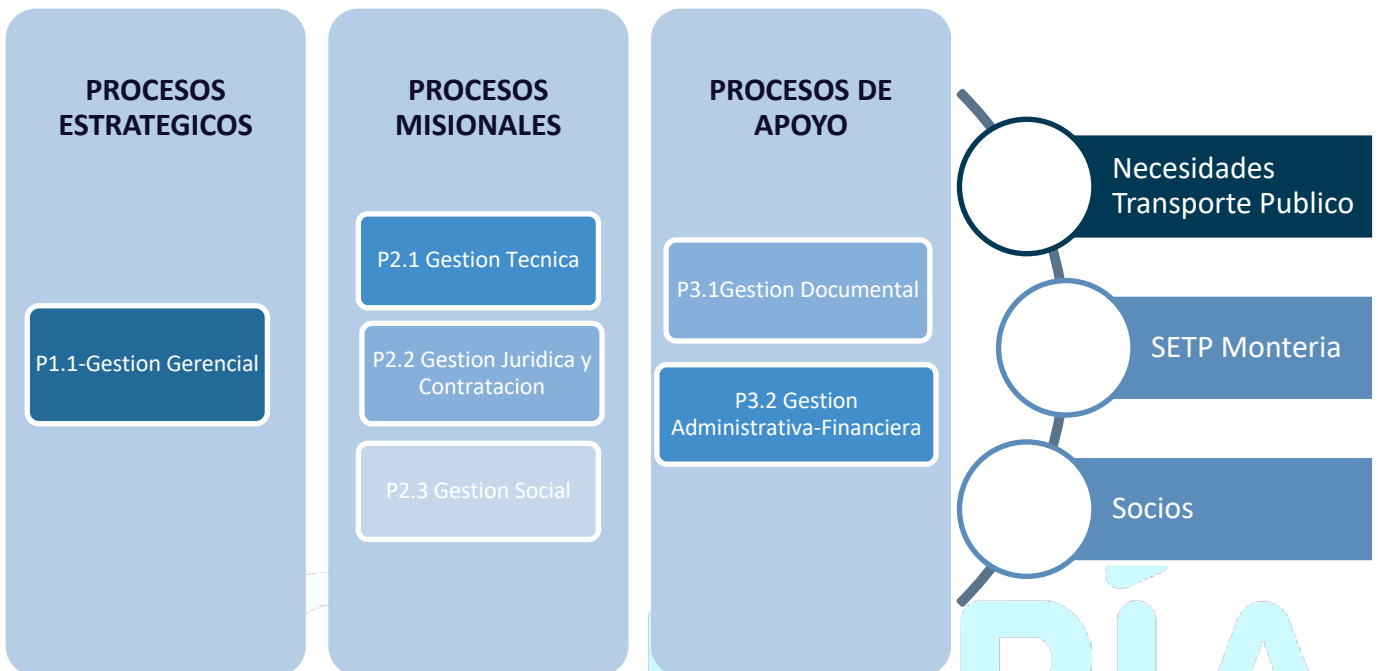 PROCESOS
ESTRATEGICOS
P1.1-Gestion Gerencial
PROCESOS
MISIONALES
P2.1 Gestion Tecnica
P2.2 Gestion Juridica y
Contratacion
P2.3 Gestion Social
PROCESOS DE
APOYO
P3.1Gestion Documental
P3.2 Gestion
Administrativa-Financiera
Necesidades
Transporte Publico
SETP Monteria
Socios